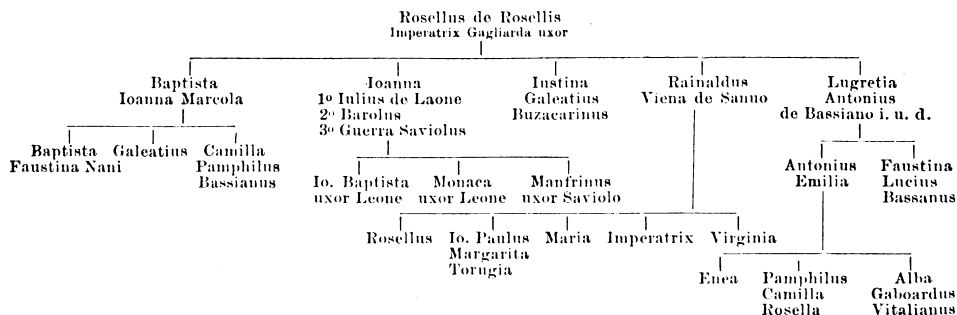 Rosellus de Rosellis
Imperatrix Gagliarda uxor
Baptista
Ioanna Marcola
Ioanna
1º Iulius de Laone
2º Barolus
3º Guerra Saviolus
Iustina
Galeatius
Buzacarinus
Rainaldus
Viena de Sanuo
Lugretia
Antonius
de Bassiano i. u. d.
Baptista
Faustina Nani
Galeatius
Camilla
Pamphilus
Bassianus
Io. Baptista
uxor Leone
Monaca
uxor Leone
Manfrinus
uxor Saviolo
Antonius
Emilia
Faustina
Lucius
Bassanus
Rosellus
Io. Paulus
Margarita
Torugia
Maria
Imperatrix
Virginia
Enea
Pamphilus
Camilla
Rosella
Alba
Gaboardus
Vitalianus